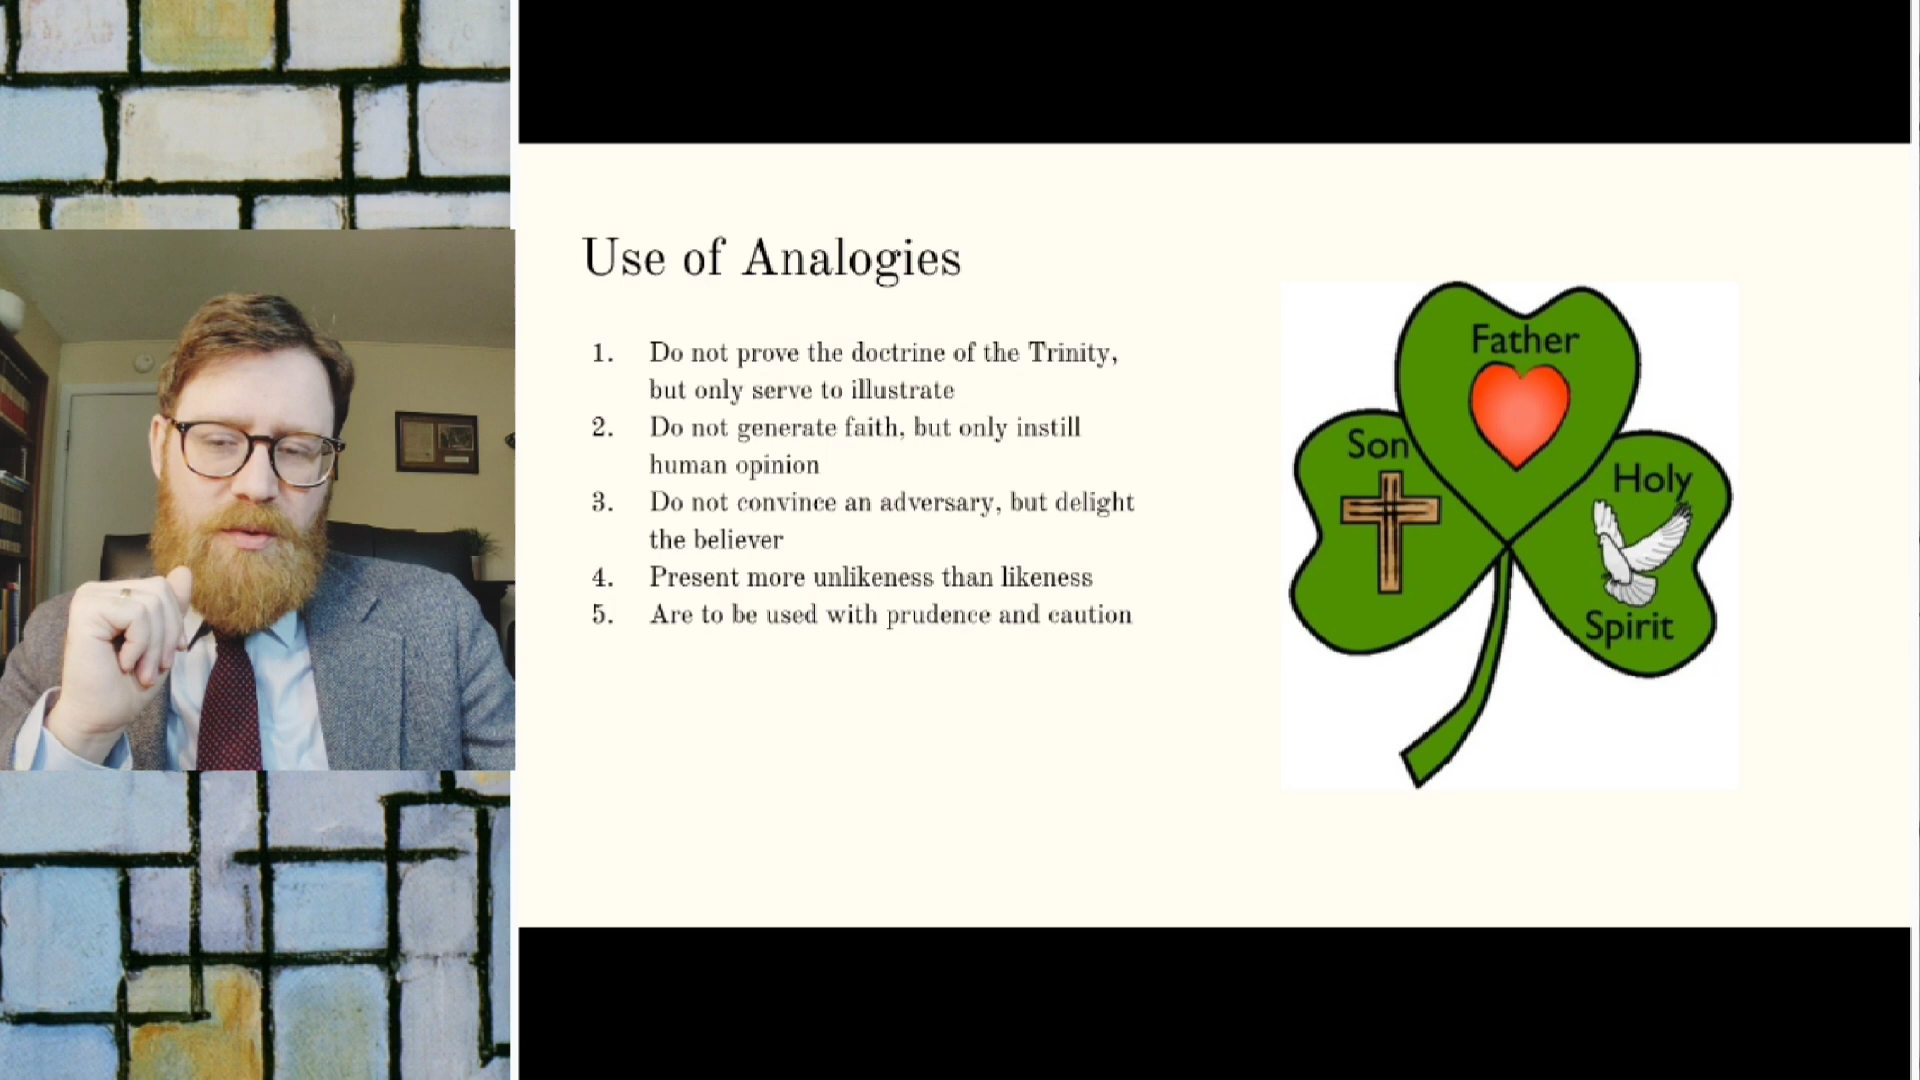 Use of Analogies
1. Do not prove the doctrine of the Trinity,
but only serve to illustrate
2. Do not generate faith, but only instill
human opinion
3. Do not convince an adversary, but delight
the believer
4. Present more unlikeness than likeness
5. Are to be used with prudence and caution
Father
Son
Holy
Spirit